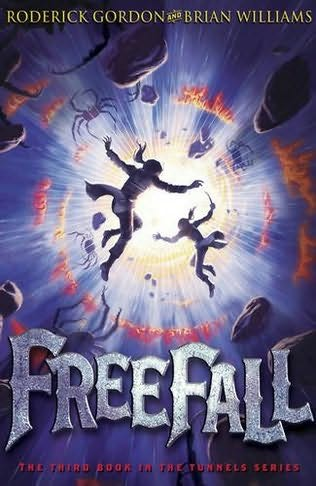 RODERICK GORDON AND BRIAN WILLIAMS
FREEFALL
THE THIRD BOOK IN THE TUNNELS SERIES